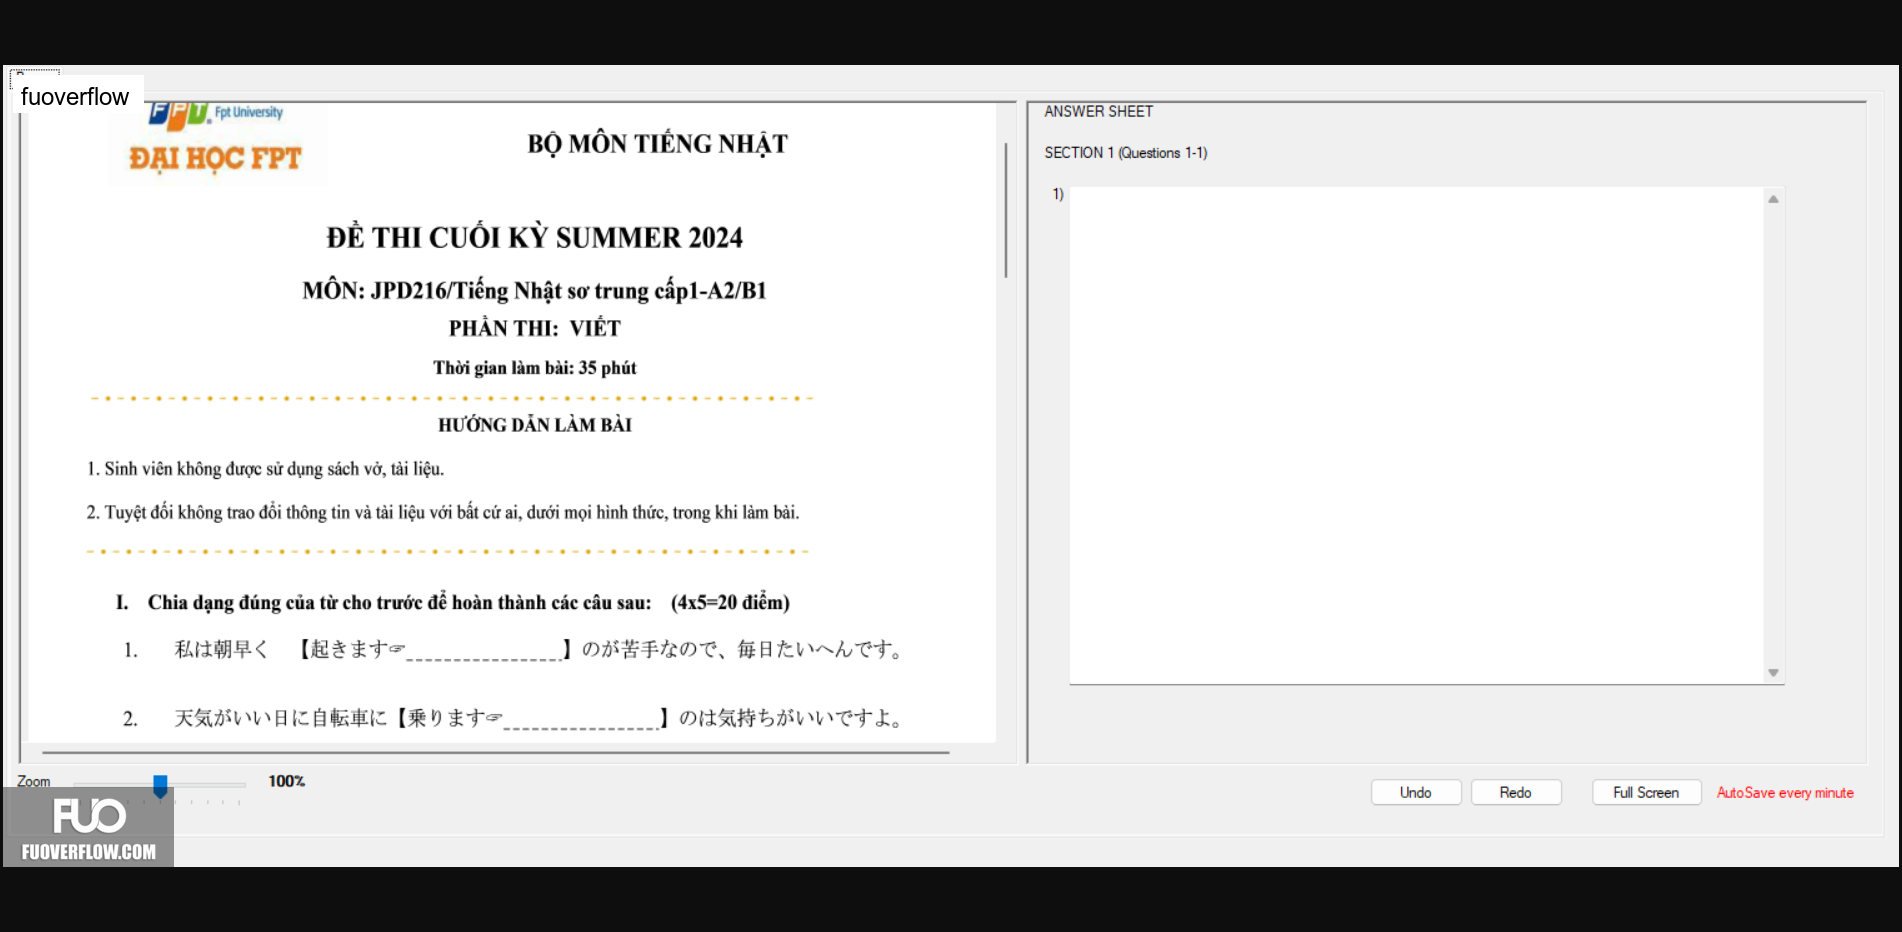 fuoverflow
FPT. Fpt University
ĐẠI HỌC FPT
BỘ MÔN TIẾNG NHẬT
ĐỀ THI CUỐI KỲ SUMMER 2024
MÔN: JPD216/Tiếng Nhật sơ trung cấp1-A2/B1
PHẦN THI: VIẾT
Thời gian làm bài: 35 phút
HƯỚNG DẪN LÀM BÀI
1. Sinh viên không được sử dụng sách vở, tài liệu.
2. Tuyệt đối không trao đổi thông tin và tài liệu với bất cứ ai, dưới mọi hình thức, trong khi làm bài.
I. Chia dạng đúng của từ cho trước để hoàn thành các câu sau: (4x5=20 điểm)
1. 私は朝早く 【起きます☞________________】のが苦手なので、毎日たいへんです。
2. 天気がいい日に自転車に【乗ります☞________________】のは気持ちがいいですよ。
Zoom
100%
FUO
FUOVERFLOW.COM
ANSWER SHEET
SECTION 1 (Questions 1-1)
1)
Undo
Redo
Full Screen
AutoSave every minute